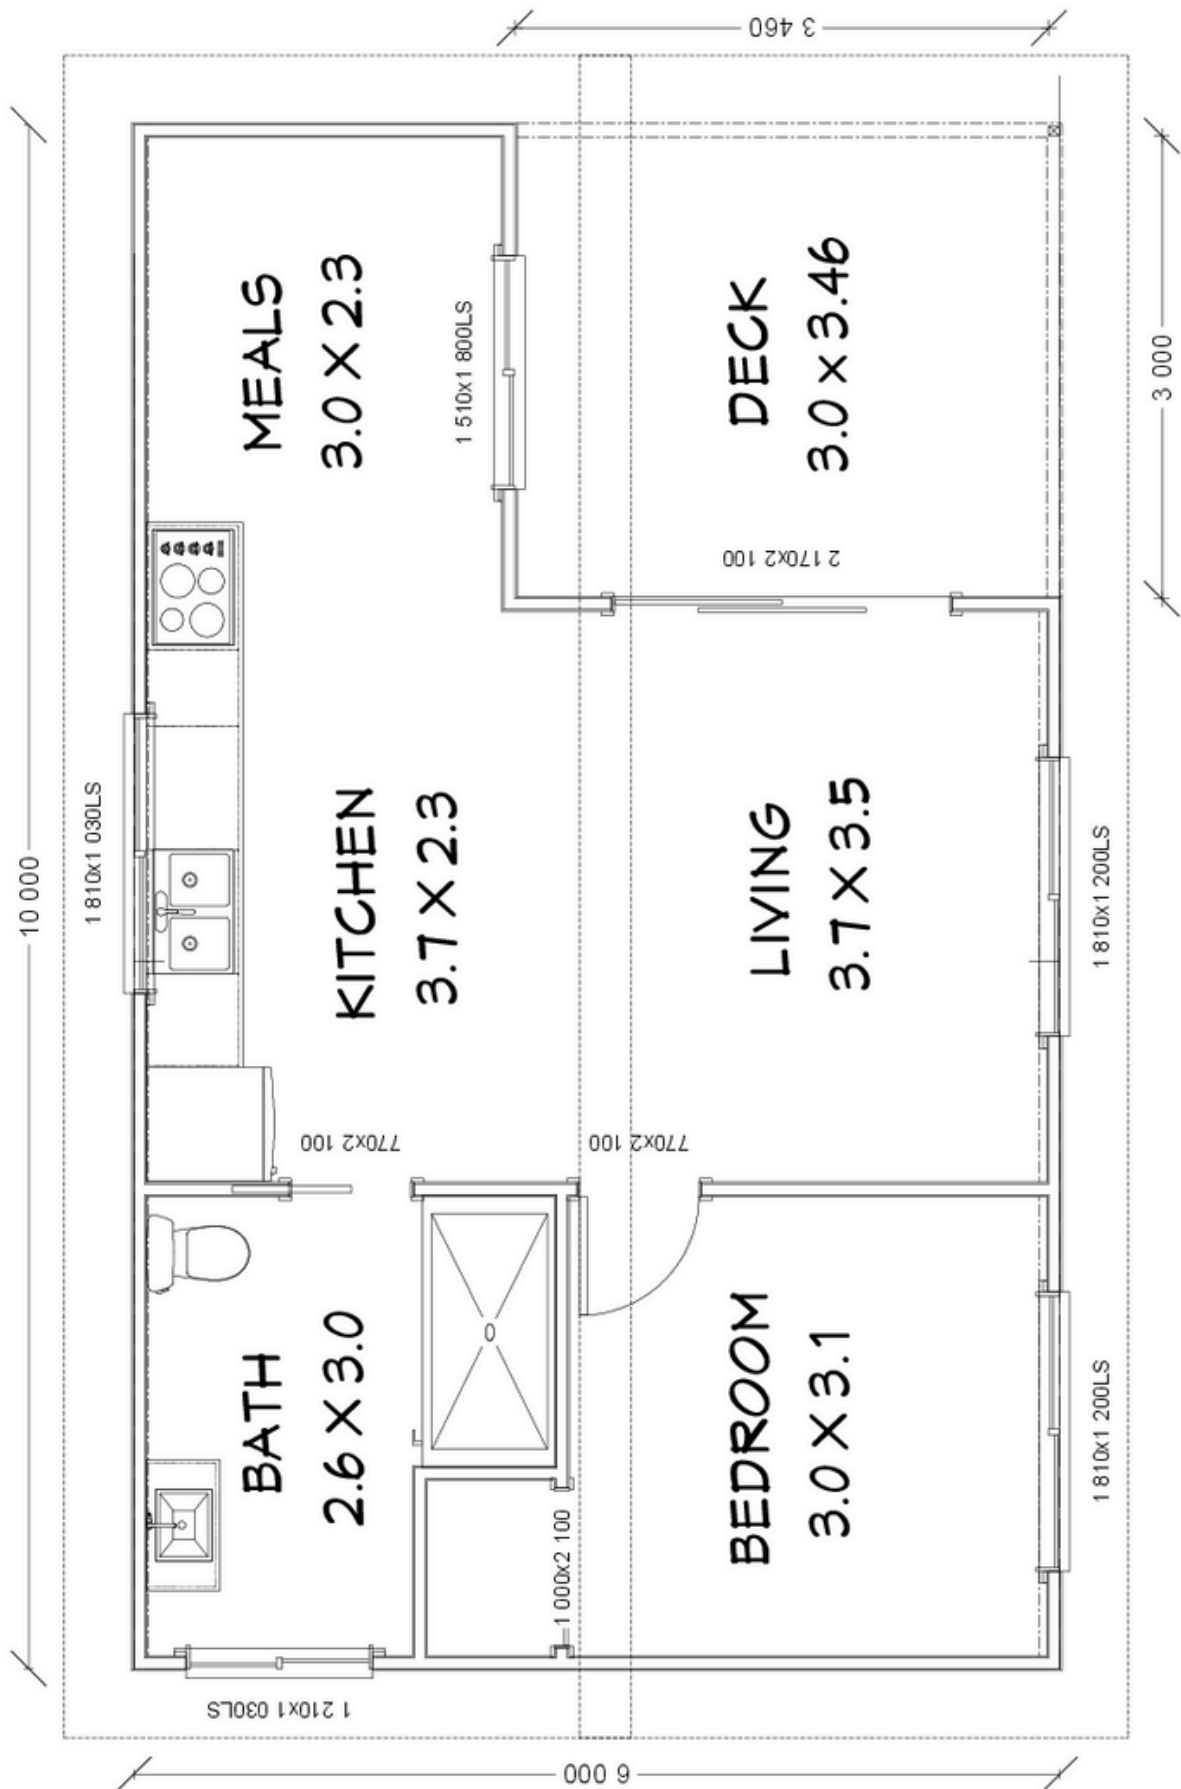 3 460
10 000
MEALS
3.0 X 2.3
1 510x1 800LS
DECK
3.0 x 3.46
3 000
2 170x2 100
1 810x1 030LS
KITCHEN
3.7 X 2.3
LIVING
3.7 X 3.5
1 810x1 200LS
770x2 100
770x2 100
BATH
2.6 X 3.0
BEDROOM
3.0 X 3.1
1 810x1 200LS
1 000x2 100
1 210x1 030LS
6 000